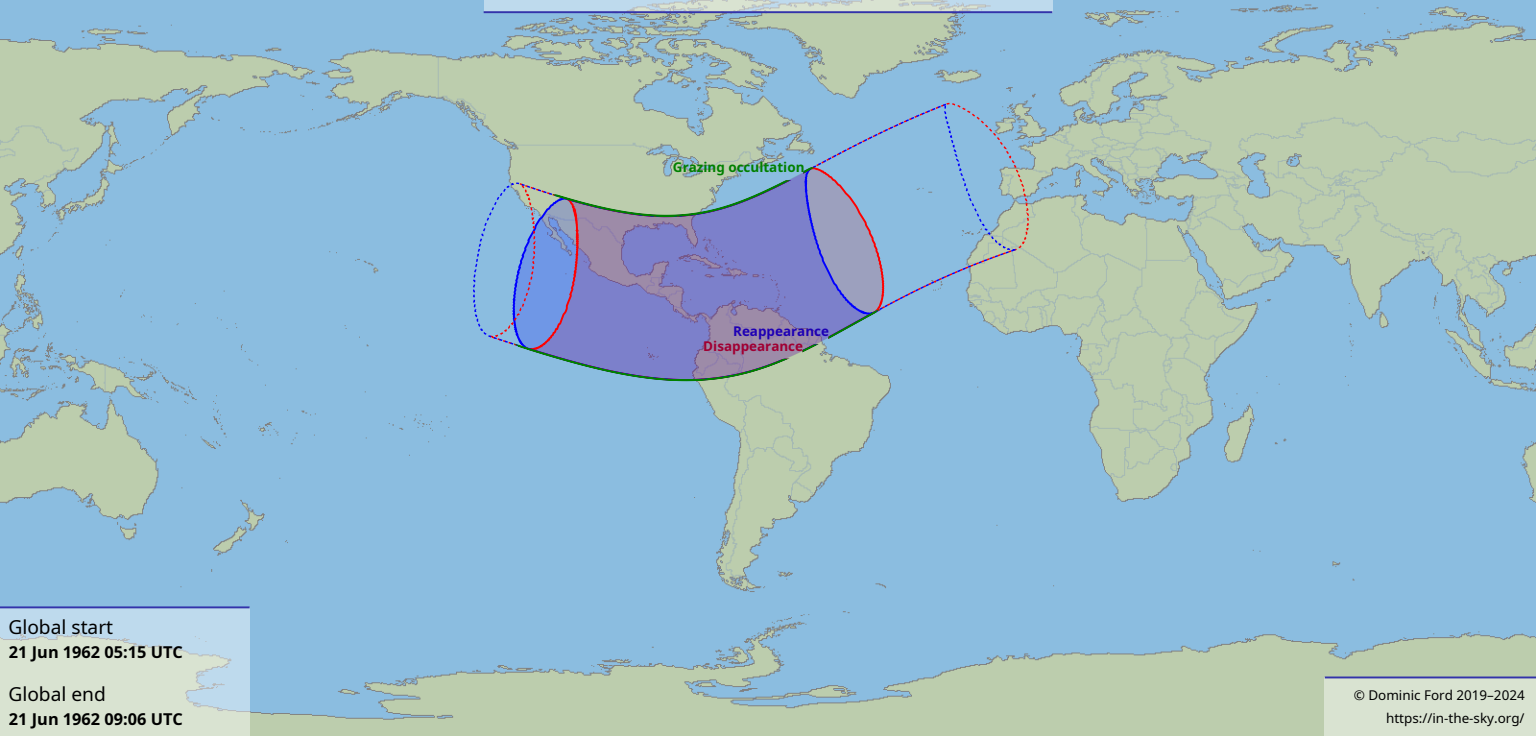 Grazing occultation
Reappearance
Disappearance
Global start
21 Jun 1962 05:15 UTC
Global end
21 Jun 1962 09:06 UTC
© Dominic Ford 2019–2024
https://in-the-sky.org/